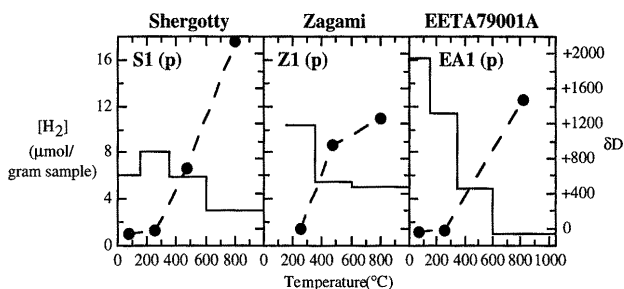 Shergotty Zagami EETA79001A
S1 (p) Z1 (p) EA1 (p)
16
12
8
4
0
[H2]
(μmol/
gram sample)
+2000
+1600
+1200
+800
+400
0
δD
0 200 400 600 800 0 200 400 600 800 0 200 400 600 800 1000
Temperature(°C)